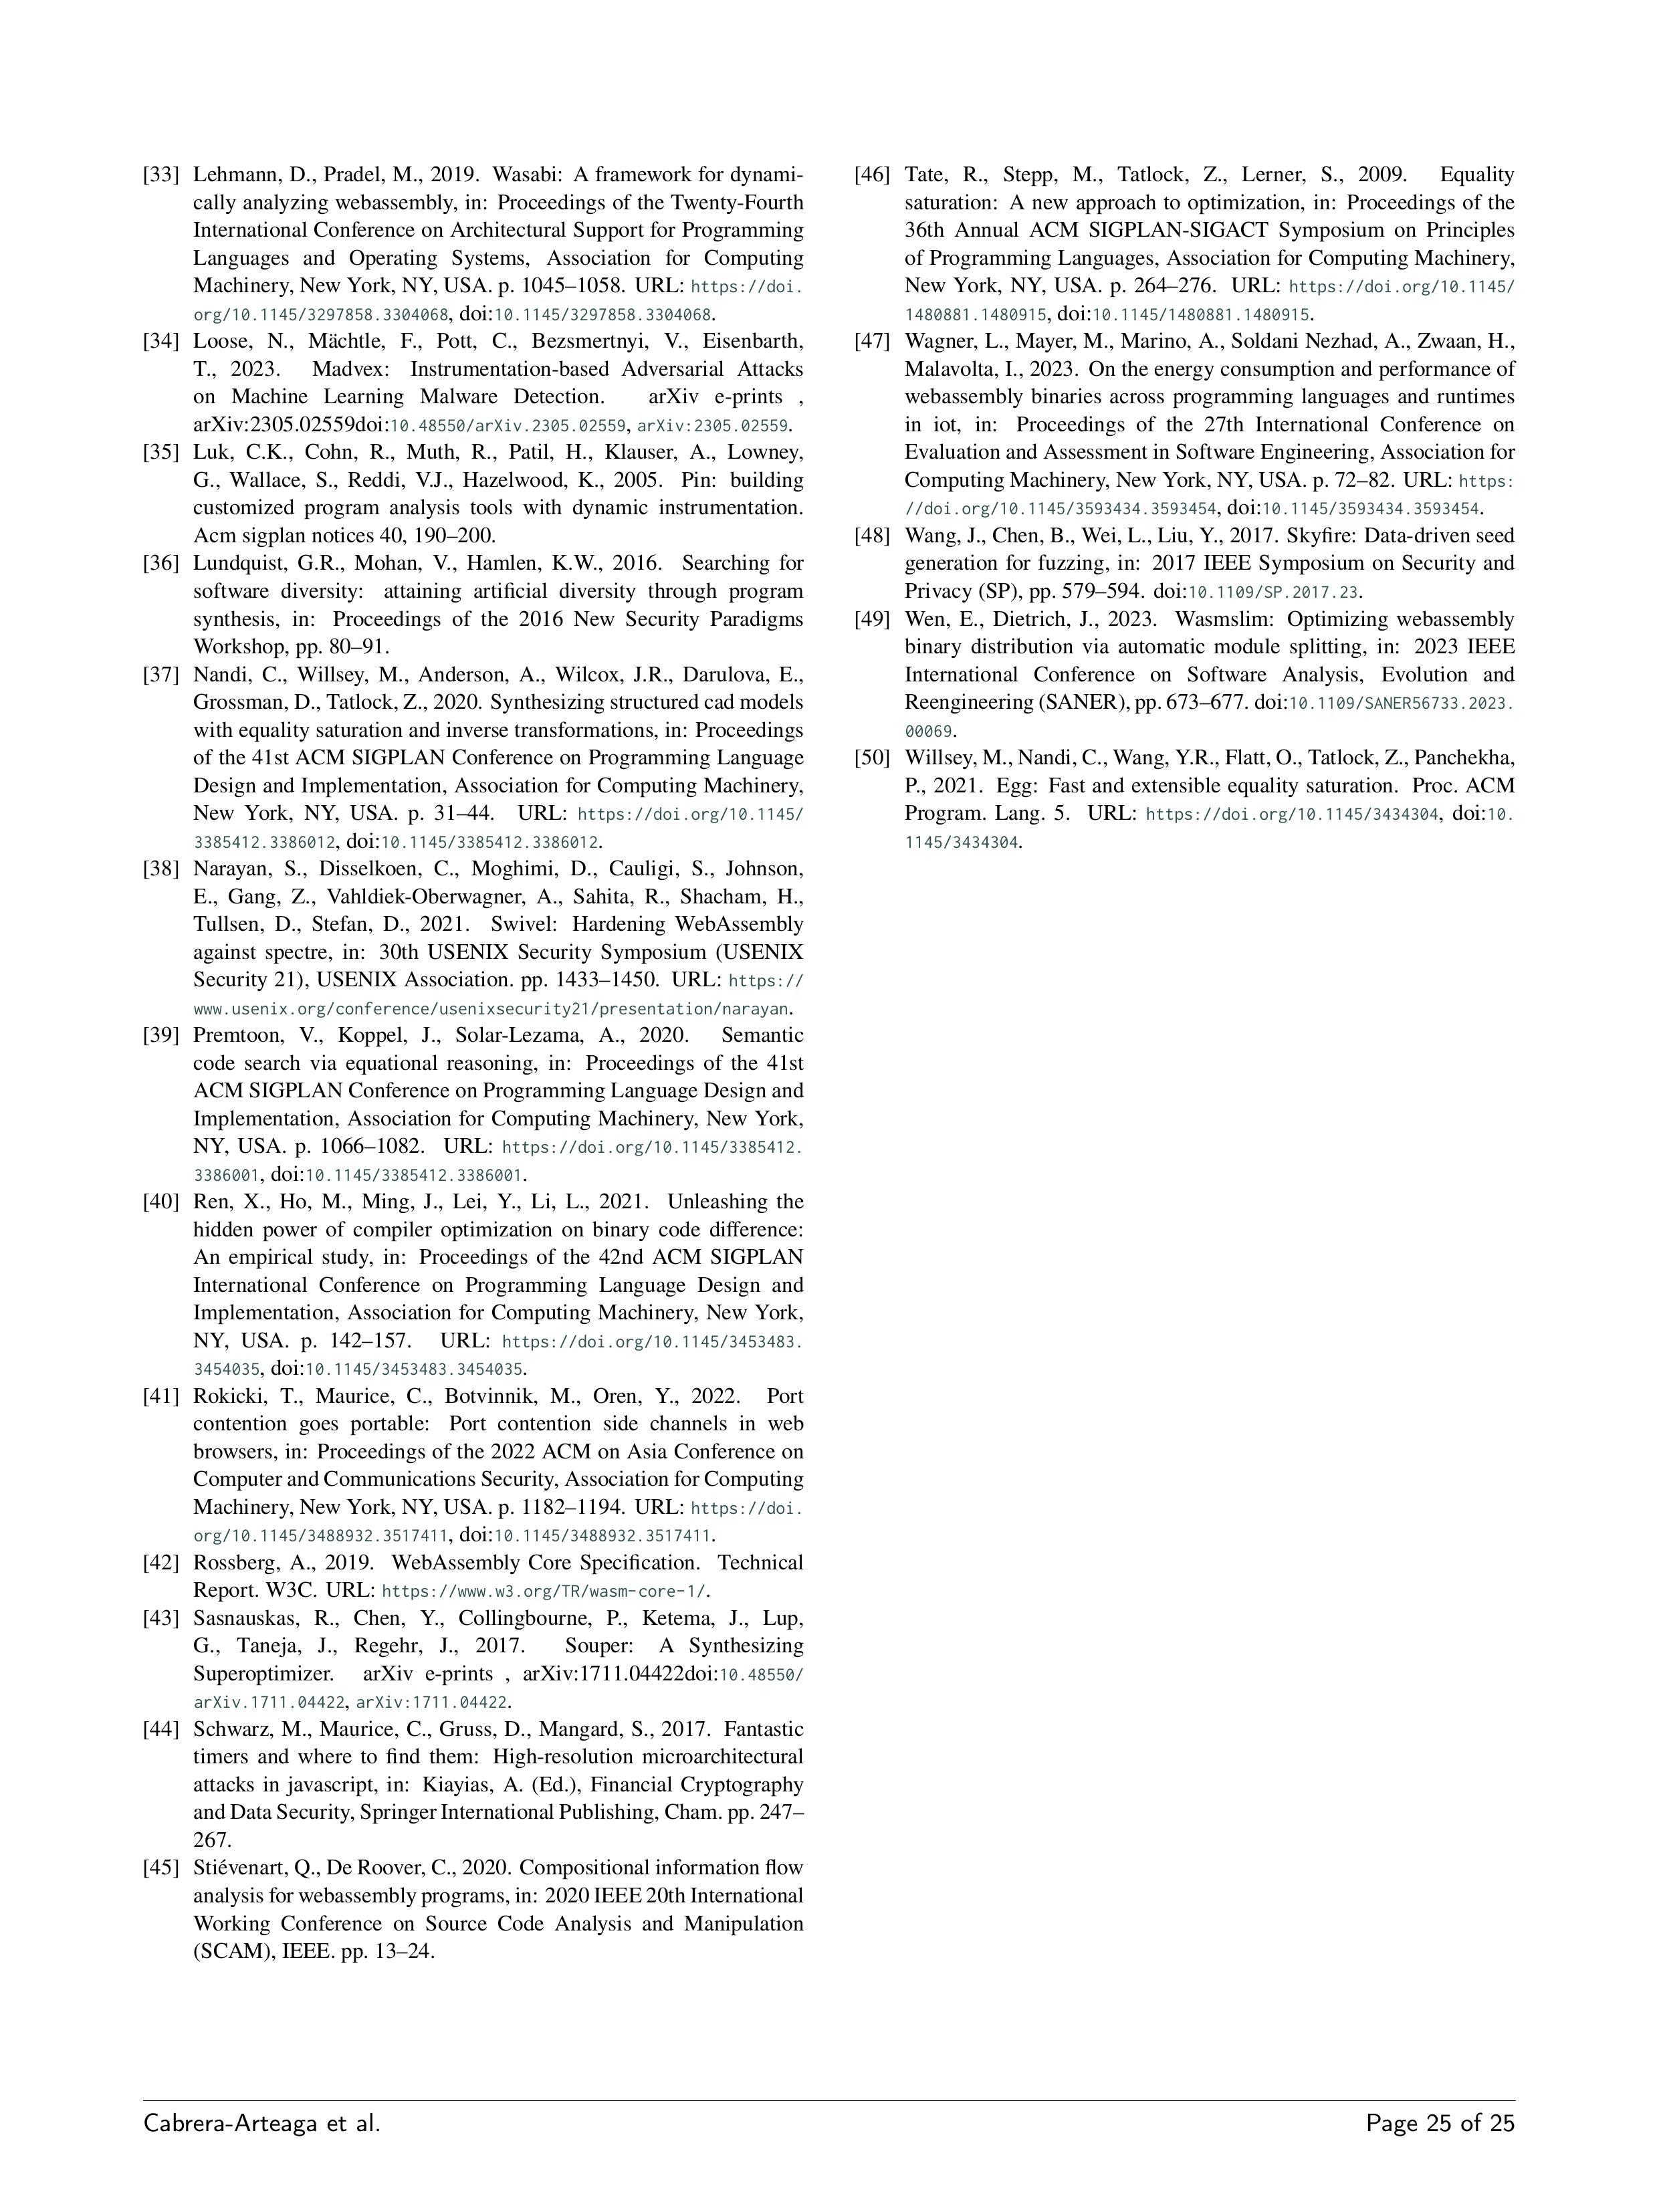 [33] Lehmann, D., Pradel, M., 2019. Wasabi: A framework for dynami-
cally analyzing webassembly, in: Proceedings of the Twenty-Fourth
International Conference on Architectural Support for Programming
Languages and Operating Systems, Association for Computing
Machinery, New York, NY, USA. p. 1045–1058. URL: https://doi.
org/10.1145/3297858.3304068, doi:10.1145/3297858.3304068.
[34] Loose, N., Mächtle, F., Pott, C., Bezsmertnyi, V., Eisenbarth,
T., 2023. Madvex: Instrumentation-based Adversarial Attacks
on Machine Learning Malware Detection. arXiv e-prints ,
arXiv:2305.02559doi:10.48550/arXiv.2305.02559, arXiv:2305.02559.
[35] Luk, C.K., Cohn, R., Muth, R., Patil, H., Klauser, A., Lowney,
G., Wallace, S., Reddi, V.J., Hazelwood, K., 2005. Pin: building
customized program analysis tools with dynamic instrumentation.
Acm sigplan notices 40, 190–200.
[36] Lundquist, G.R., Mohan, V., Hamlen, K.W., 2016. Searching for
software diversity: attaining artificial diversity through program
synthesis, in: Proceedings of the 2016 New Security Paradigms
Workshop, pp. 80–91.
[37] Nandi, C., Willsey, M., Anderson, A., Wilcox, J.R., Darulova, E.,
Grossman, D., Tatlock, Z., 2020. Synthesizing structured cad models
with equality saturation and inverse transformations, in: Proceedings
of the 41st ACM SIGPLAN Conference on Programming Language
Design and Implementation, Association for Computing Machinery,
New York, NY, USA. p. 31–44. URL: https://doi.org/10.1145/
3385412.3386012, doi:10.1145/3385412.3386012.
[38] Narayan, S., Disselkoen, C., Moghimi, D., Cauligi, S., Johnson,
E., Gang, Z., Vahldiek-Oberwagner, A., Sahita, R., Shacham, H.,
Tullsen, D., Stefan, D., 2021. Swivel: Hardening WebAssembly
against spectre, in: 30th USENIX Security Symposium (USENIX
Security 21), USENIX Association. pp. 1433–1450. URL: https://
www.usenix.org/conference/usenixsecurity21/presentation/narayan.
[39] Premtoon, V., Koppel, J., Solar-Lezama, A., 2020. Semantic
code search via equational reasoning, in: Proceedings of the 41st
ACM SIGPLAN Conference on Programming Language Design and
Implementation, Association for Computing Machinery, New York,
NY, USA. p. 1066–1082. URL: https://doi.org/10.1145/3385412.
3386001, doi:10.1145/3385412.3386001.
[40] Ren, X., Ho, M., Ming, J., Lei, Y., Li, L., 2021. Unleashing the
hidden power of compiler optimization on binary code difference:
An empirical study, in: Proceedings of the 42nd ACM SIGPLAN
International Conference on Programming Language Design and
Implementation, Association for Computing Machinery, New York,
NY, USA. p. 142–157. URL: https://doi.org/10.1145/3453483.
3454035, doi:10.1145/3453483.3454035.
[41] Rokicki, T., Maurice, C., Botvinnik, M., Oren, Y., 2022. Port
contention goes portable: Port contention side channels in web
browsers, in: Proceedings of the 2022 ACM on Asia Conference on
Computer and Communications Security, Association for Computing
Machinery, New York, NY, USA. p. 1182–1194. URL: https://doi.
org/10.1145/3488932.3517411, doi:10.1145/3488932.3517411.
[42] Rossberg, A., 2019. WebAssembly Core Specification. Technical
Report. W3C. URL: https://www.w3.org/TR/wasm-core-1/.
[43] Sasnauskas, R., Chen, Y., Collingbourne, P., Ketema, J., Lup,
G., Taneja, J., Regehr, J., 2017. Souper: A Synthesizing
Superoptimizer. arXiv e-prints , arXiv:1711.04422doi:10.48550/
arXiv.1711.04422, arXiv:1711.04422.
[44] Schwarz, M., Maurice, C., Gruss, D., Mangard, S., 2017. Fantastic
timers and where to find them: High-resolution microarchitectural
attacks in javascript, in: Kiayias, A. (Ed.), Financial Cryptography
and Data Security, Springer International Publishing, Cham. pp. 247–
267.
[45] Stiévenart, Q., De Roover, C., 2020. Compositional information flow
analysis for webassembly programs, in: 2020 IEEE 20th International
Working Conference on Source Code Analysis and Manipulation
(SCAM), IEEE. pp. 13–24.
[46] Tate, R., Stepp, M., Tatlock, Z., Lerner, S., 2009. Equality
saturation: A new approach to optimization, in: Proceedings of the
36th Annual ACM SIGPLAN-SIGACT Symposium on Principles
of Programming Languages, Association for Computing Machinery,
New York, NY, USA. p. 264–276. URL: https://doi.org/10.1145/
1480881.1480915, doi:10.1145/1480881.1480915.
[47] Wagner, L., Mayer, M., Marino, A., Soldani Nezhad, A., Zwaan, H.,
Malavolta, I., 2023. On the energy consumption and performance of
webassembly binaries across programming languages and runtimes
in iot, in: Proceedings of the 27th International Conference on
Evaluation and Assessment in Software Engineering, Association for
Computing Machinery, New York, NY, USA. p. 72–82. URL: https:
//doi.org/10.1145/3593434.3593454, doi:10.1145/3593434.3593454.
[48] Wang, J., Chen, B., Wei, L., Liu, Y., 2017. Skyfire: Data-driven seed
generation for fuzzing, in: 2017 IEEE Symposium on Security and
Privacy (SP), pp. 579–594. doi:10.1109/SP.2017.23.
[49] Wen, E., Dietrich, J., 2023. Wasmslim: Optimizing webassembly
binary distribution via automatic module splitting, in: 2023 IEEE
International Conference on Software Analysis, Evolution and
Reengineering (SANER), pp. 673–677. doi:10.1109/SANER56733.2023.
00069.
[50] Willsey, M., Nandi, C., Wang, Y.R., Flatt, O., Tatlock, Z., Panchekha,
P., 2021. Egg: Fast and extensible equality saturation. Proc. ACM
Program. Lang. 5. URL: https://doi.org/10.1145/3434304, doi:10.
1145/3434304.
Cabrera-Arteaga et al.
Page 25 of 25